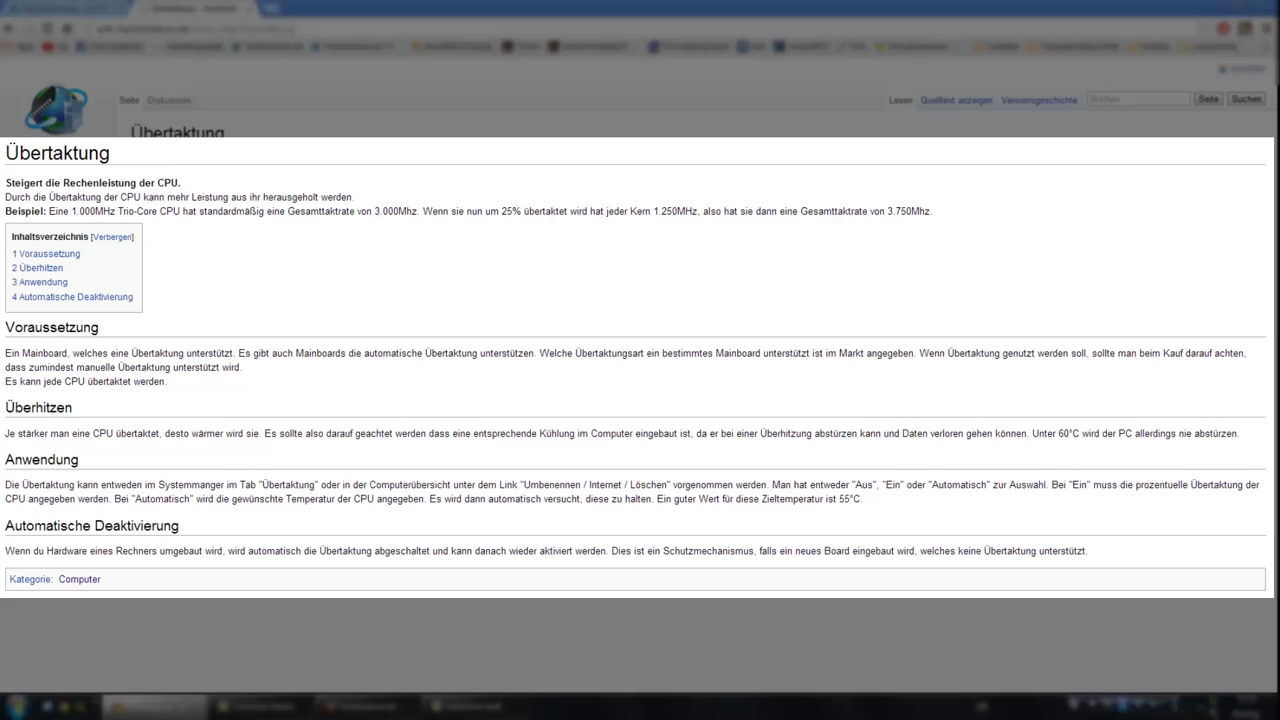 Seite Diskussion
Lesen Quelltext anzeigen Versionsgeschichte Suchen Seite Suchen
Übertaktung
Übertaktung
Steigert die Rechenleistung der CPU.
Durch die Übertaktung der CPU kann mehr Leistung aus ihr herausgeholt werden.
Beispiel: Eine 1.000MHz Trio-Core CPU hat standardmäßig eine Gesamttaktrate von 3.000Mhz. Wenn sie nun um 25% übertaktet wird hat jeder Kern 1.250MHz, also hat sie dann eine Gesamttaktrate von 3.750Mhz.
Inhaltsverzeichnis [Verbergen]
1 Voraussetzung
2 Überhitzen
3 Anwendung
4 Automatische Deaktivierung
Voraussetzung
Ein Mainboard, welches eine Übertaktung unterstützt. Es gibt auch Mainboards die automatische Übertaktung unterstützen. Welche Übertaktungsart ein bestimmtes Mainboard unterstützt ist im Markt angegeben. Wenn Übertaktung genutzt werden soll, sollte man beim Kauf darauf achten,
dass zumindest manuelle Übertaktung unterstützt wird.
Es kann jede CPU übertaktet werden.
Überhitzen
Je stärker man eine CPU übertaktet, desto wärmer wird sie. Es sollte also darauf geachtet werden dass eine entsprechende Kühlung im Computer eingebaut ist, da er bei einer Überhitzung abstürzen kann und Daten verloren gehen können. Unter 60°C wird der PC allerdings nie abstürzen.
Anwendung
Die Übertaktung kann entweden im Systemmanger im Tab "Übertaktung" oder in der Computerübersicht unter dem Link "Umbenennen / Internet / Löschen" vorgenommen werden. Man hat entweder "Aus", "Ein" oder "Automatisch" zur Auswahl. Bei "Ein" muss die prozentuelle Übertaktung der
CPU angegeben werden. Bei "Automatisch" wird die gewünschte Temperatur der CPU angegeben. Es wird dann automatisch versucht, diese zu halten. Ein guter Wert für diese Zieltemperatur ist 55°C.
Automatische Deaktivierung
Wenn du Hardware eines Rechners umgebaut wird, wird automatisch die Übertaktung abgeschaltet und kann danach wieder aktiviert werden. Dies ist ein Schutzmechanismus, falls ein neues Board eingebaut wird, welches keine Übertaktung unterstützt.
Kategorie: Computer